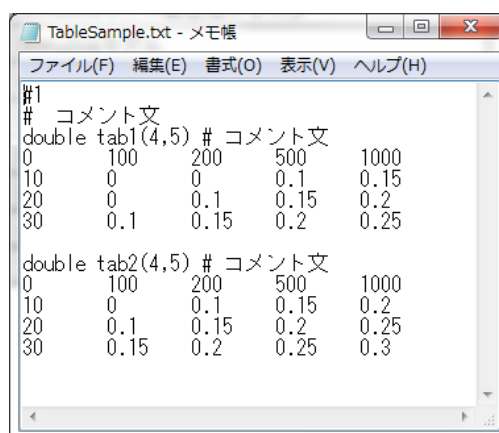 TableSample.txt - メモ帳
ファイル(F) 編集(E) 書式(O) 表示(V) ヘルプ(H)
#1
# コメント文
double tab1(4,5) # コメント文
0 100 200 500 1000
10 0 0 0.1 0.15
20 0 0.1 0.15 0.2
30 0.1 0.15 0.2 0.25
double tab2(4,5) # コメント文
0 100 200 500 1000
10 0 0.1 0.15 0.2
20 0.1 0.15 0.2 0.25
30 0.15 0.2 0.25 0.3